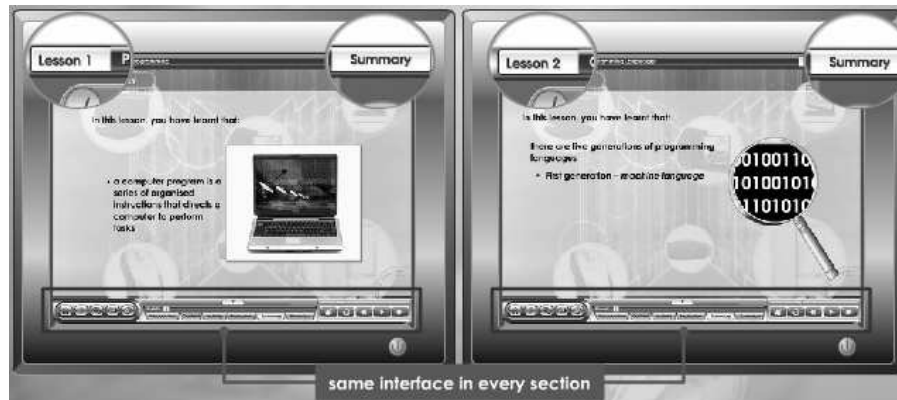 Lesson 1 P
Summary
In this lesson, you have learnt that:
• a computer program is a
series of organised
instructions that directs a
computer to perform
tasks
Lesson 2
Summary
In this lesson, you have learnt that:
there are five generations of programming
languages
• First generation – machine language
00100110
10100101
1101010
same interface in every section